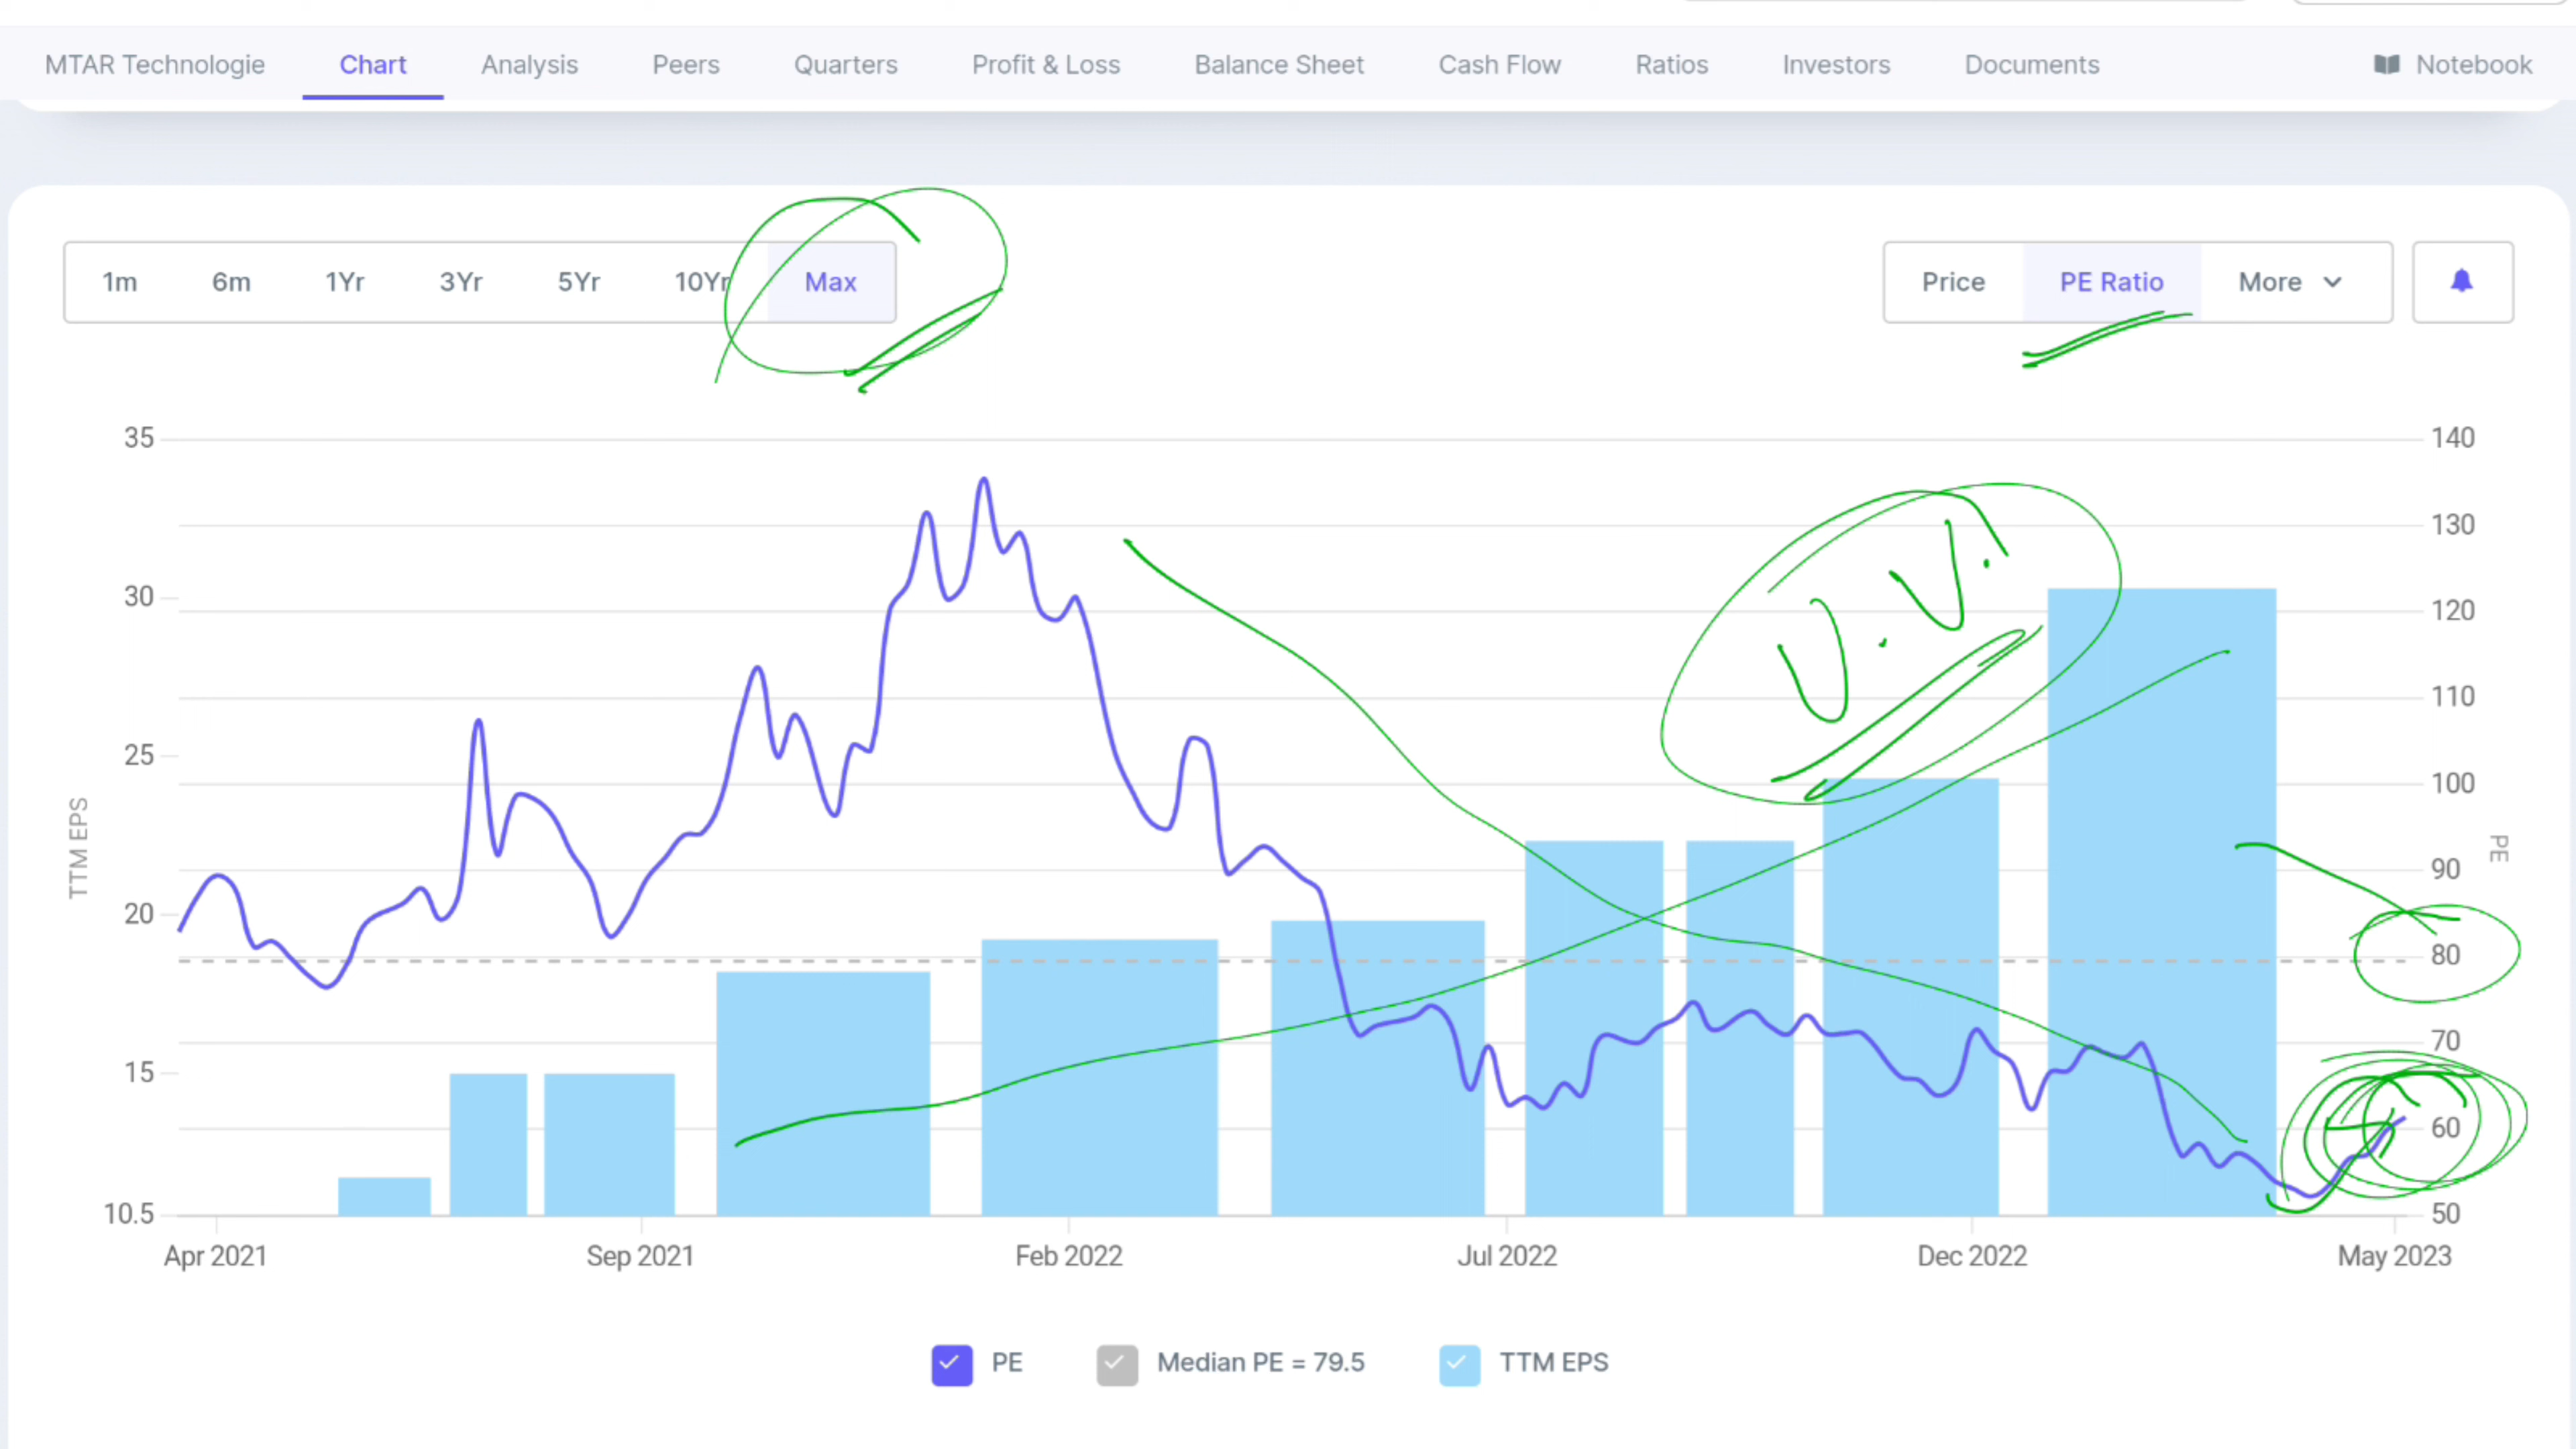 MTAR Technologie Chart Analysis Peers Quarters Profit & Loss Balance Sheet Cash Flow Ratios Investors Documents Notebook
1m 6m 1Yr 3Yr 5Yr 10Yr Max Price PE Ratio More
35 140
130
30 120
110
25 100
90
20 80
70
15 60
10.5 50
TTM EPS
PE
V.V.
Apr 2021 Sep 2021 Feb 2022 Jul 2022 Dec 2022 May 2023
PE Median PE = 79.5 TTM EPS